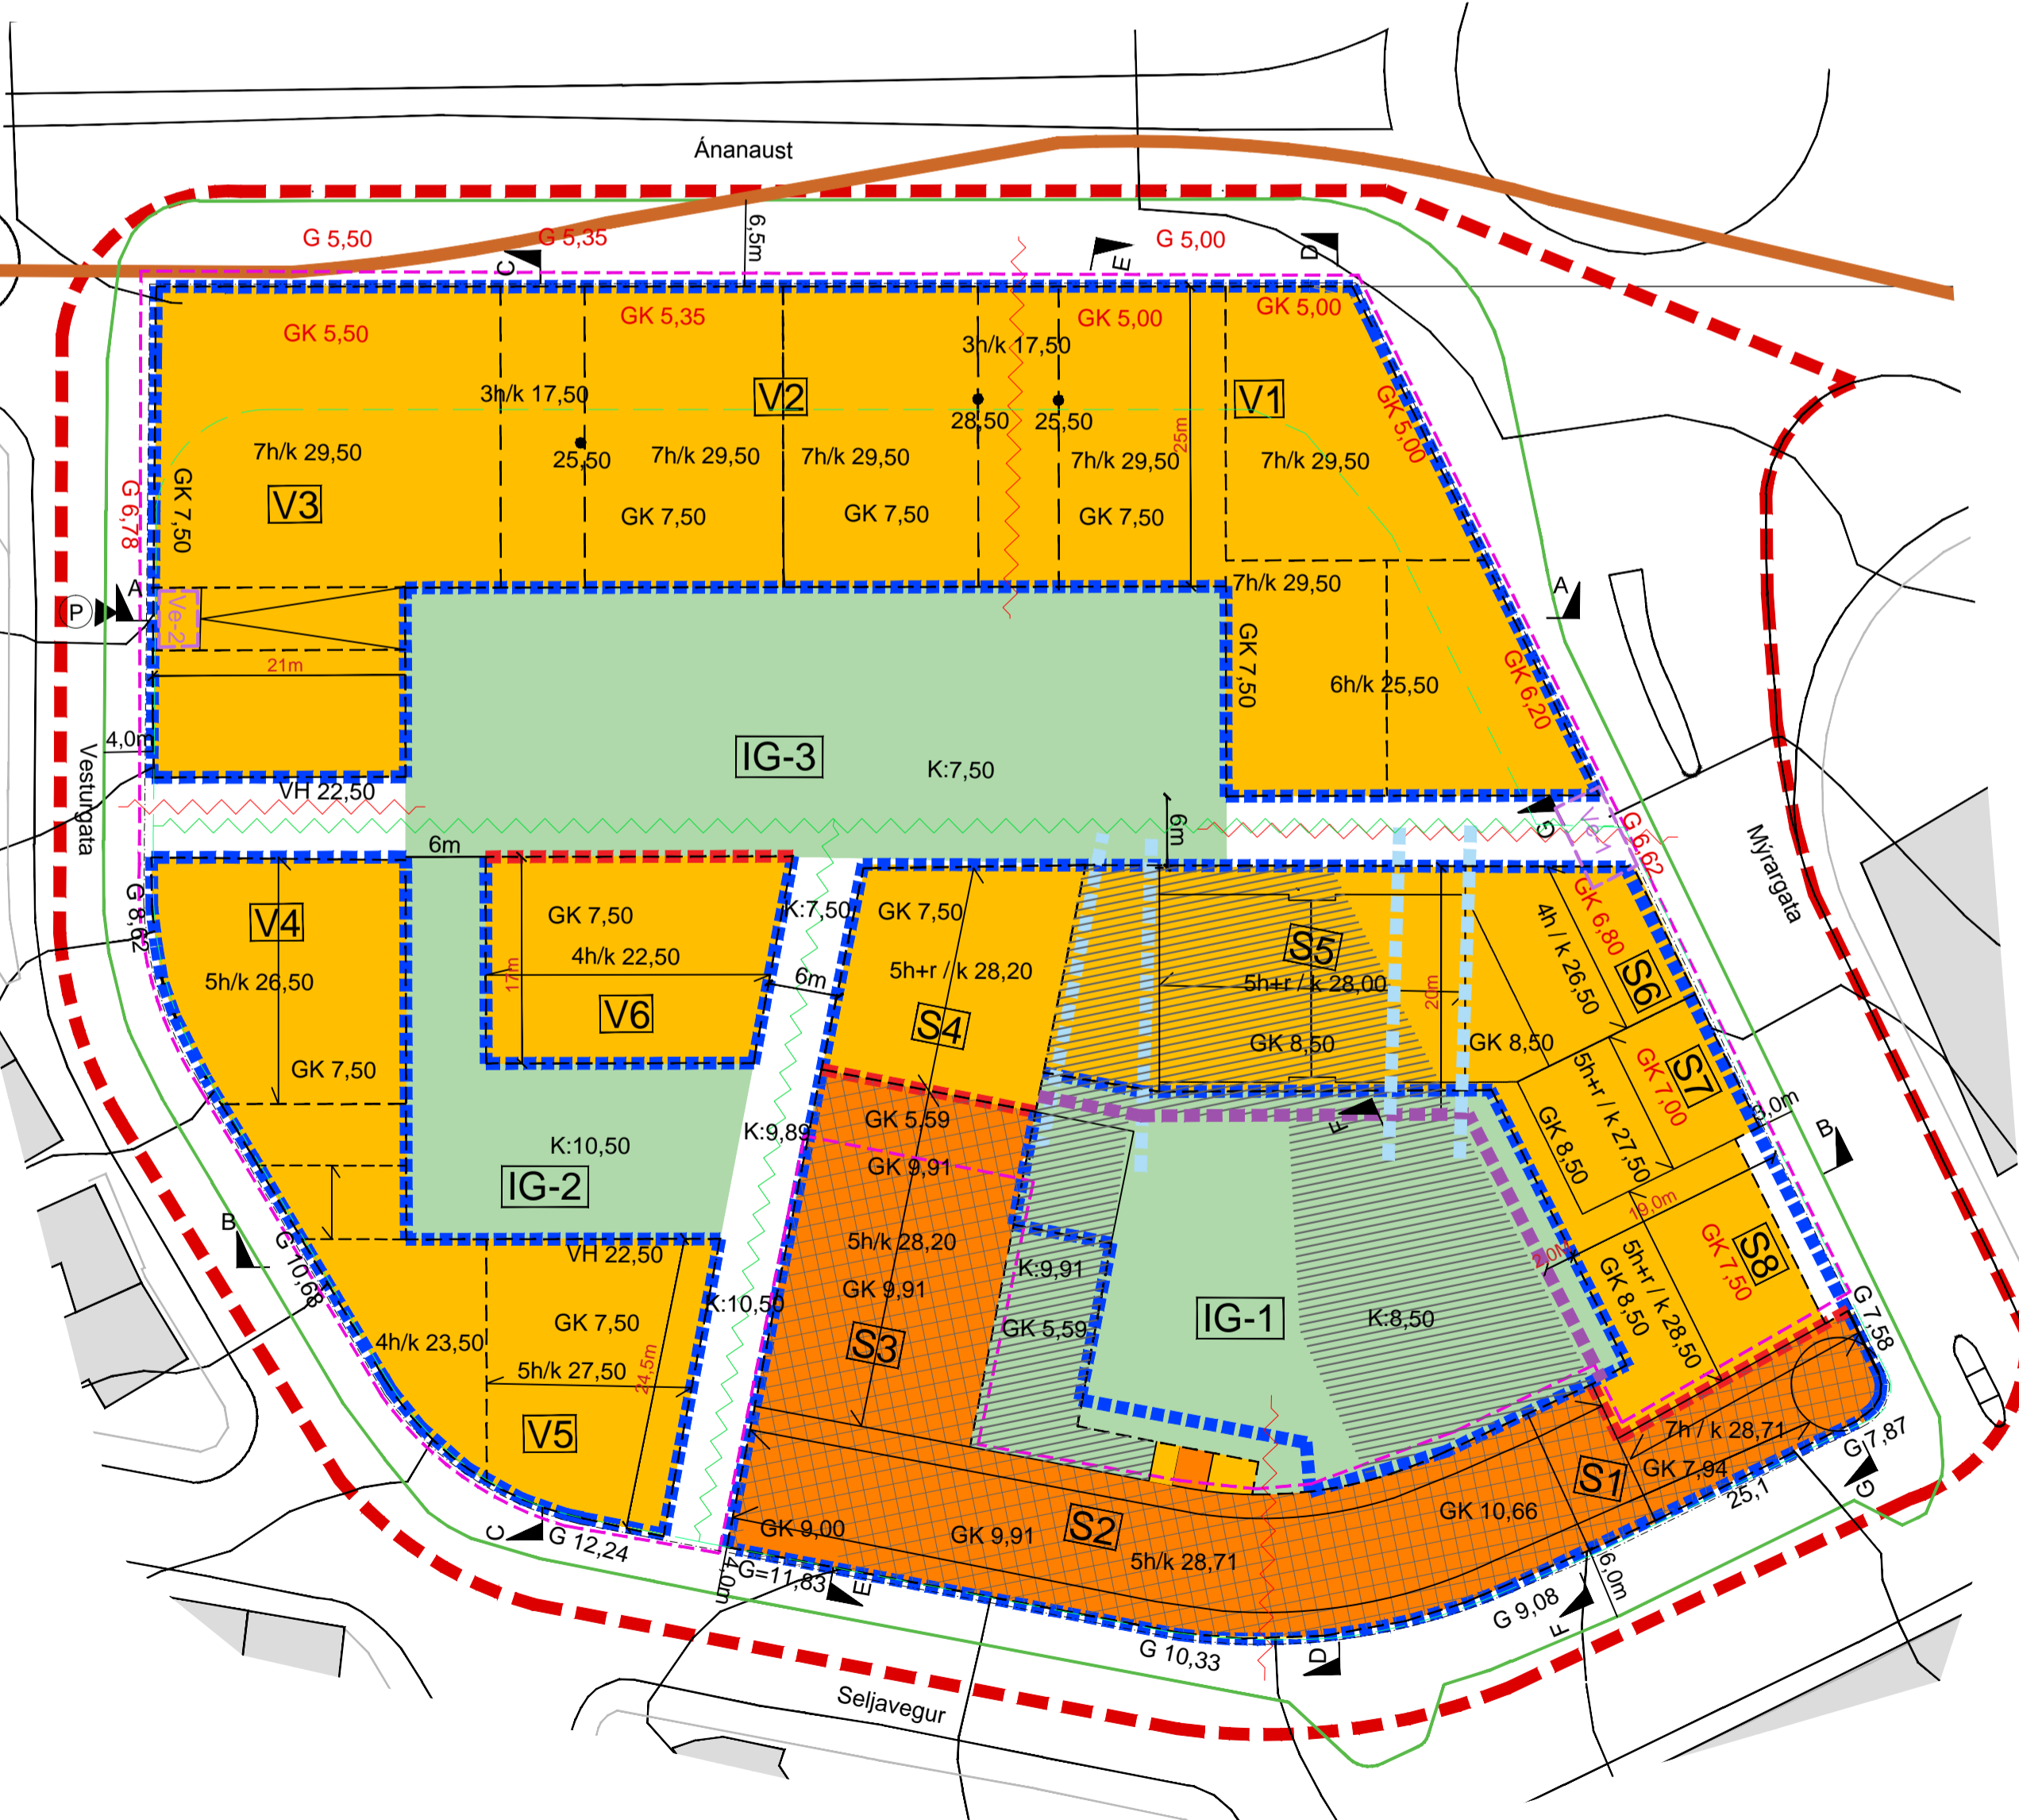 Ánanaust
G 5,50
G 5,35
6,5m
G 5,00
C
E
D
GK 5,50
GK 5,35
GK 5,00
GK 5,00
3h/k 17,50
3h/k 17,50
V2
V1
GK 5,00
28,50
25,50
25m
7h/k 29,50
25,50
7h/k 29,50
7h/k 29,50
7h/k 29,50
7h/k 29,50
V3
GK 7,50
G 6,78
GK 7,50
GK 7,50
GK 7,50
A
P
Ve-2
7h/k 29,50
A
21m
GK 7,50
6h/k 25,50
GK 6,20
4,0m
Vesturgata
IG-3
K:7,50
VH 22,50
6m
6m
G
Ve-1
G 6,62
Mýrargata
G 8,62
V4
GK 7,50
K:7,50
GK 7,50
GK 6,80
5h/k 26,50
4h/k 22,50
17m
V6
6m
5h+r / k 28,20
S4
S5
5h+r / k 28,00
20m
4h / k 26,50
S6
GK 7,50
GK 8,50
GK 8,50
S7
GK 7,00
5h+r / k 27,50
GK 8,50
3,0m
B
K:10,50
K:9,89
GK 5.59
GK 9,91
F
IG-2
B
G 10,68
VH 22,50
5h/k 28,20
K:9,91
19,0m
2,0M
S8
GK 7,50
5h+r / k 28,50
GK 8,50
GK 7,50
K:10,50
GK 9,91
GK 5,59
IG-1
K:8,50
G 7,58
4h/k 23,50
5h/k 27,50
24,5m
S3
V5
7h / k 28,71
G 7,87
S1
GK 7,94
G
25,1
C
G 12,24
GK 9,00
GK 9,91
S2
5h/k 28,71
GK 10,66
4,0m
G=11,83
E
6,0m
G 9,08
F
G 10,33
D
Seljavegur